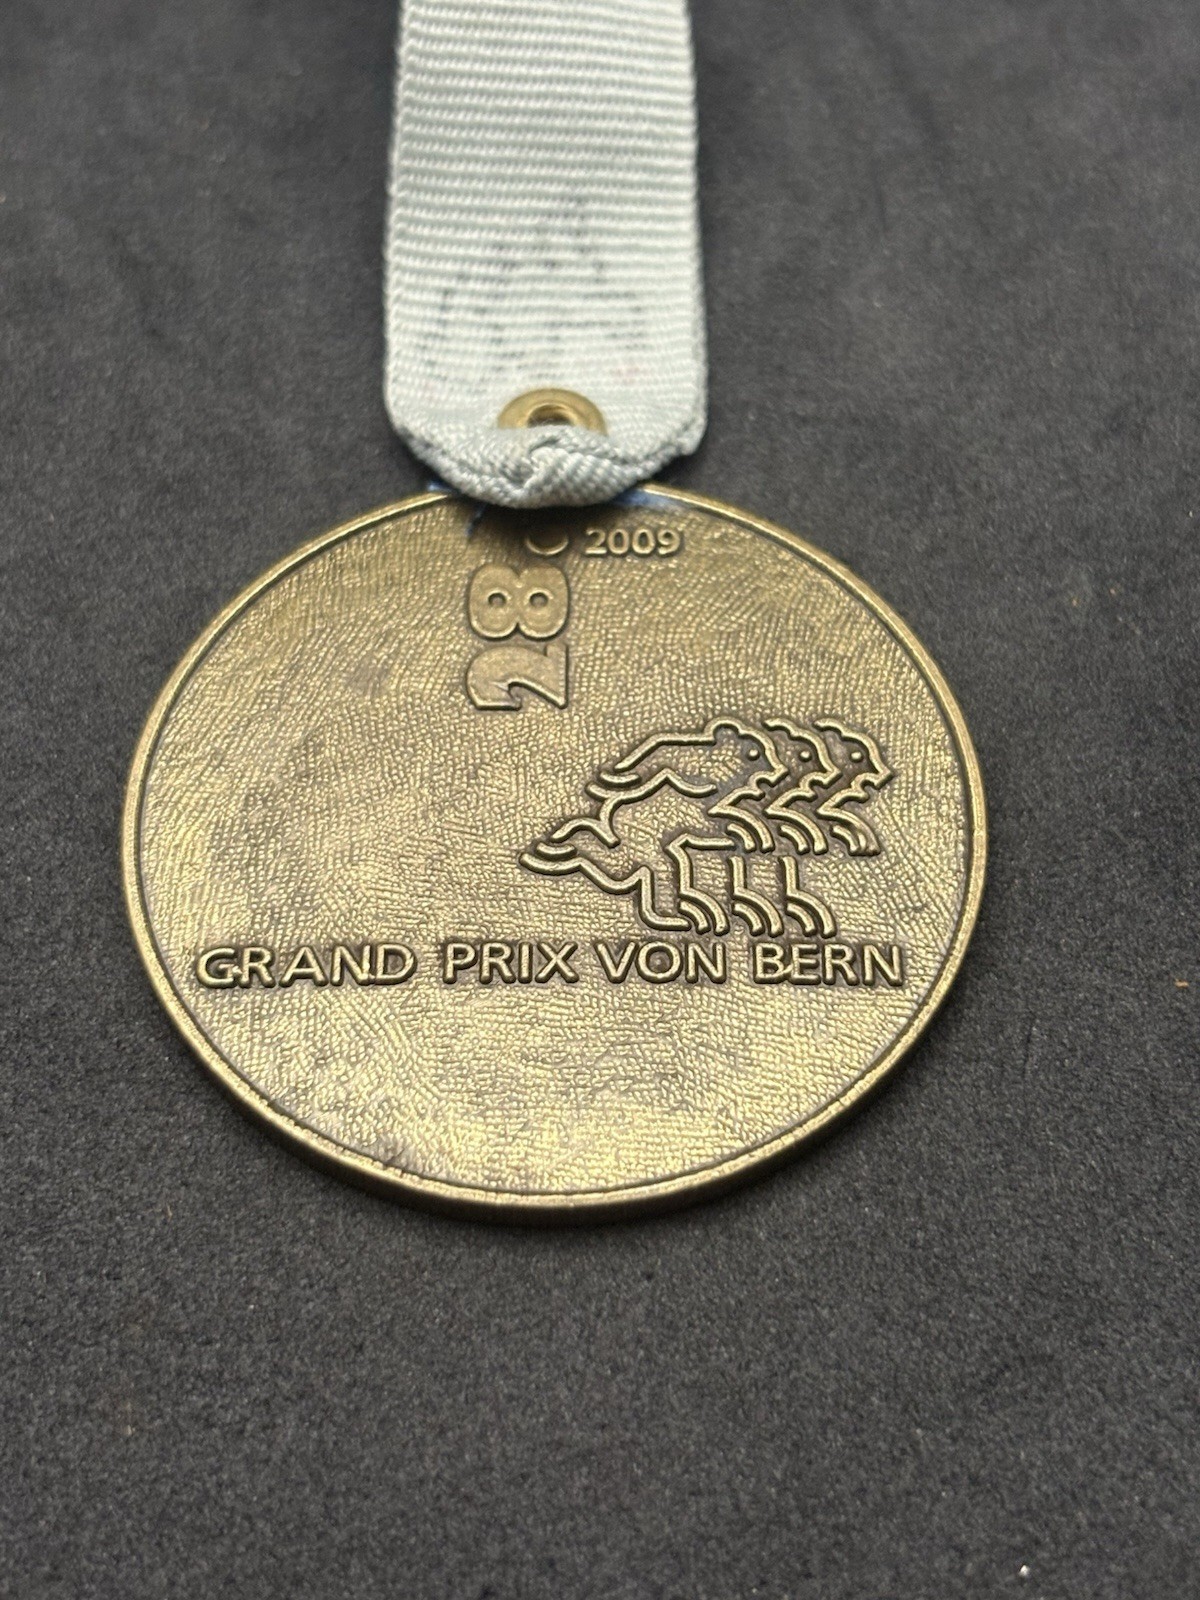 28. 2009
GRAND PRIX VON BERN